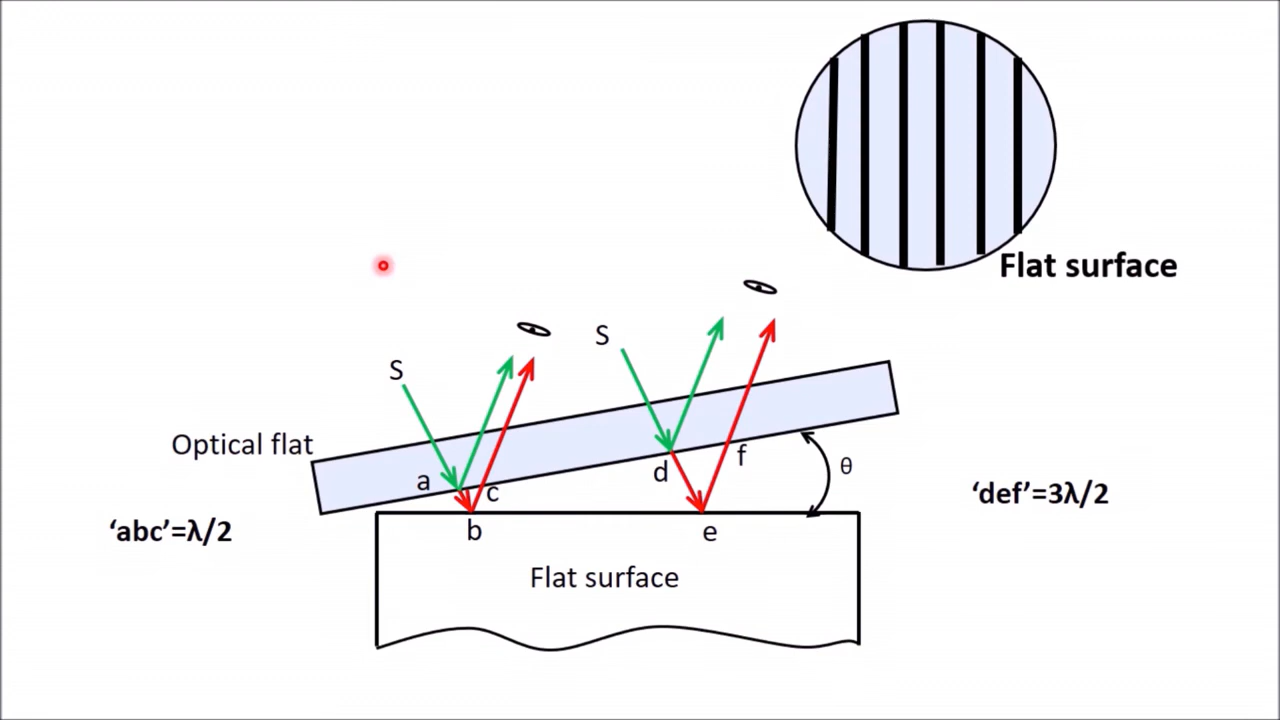 Flat surface
S
S
Optical flat
a
c
d
f
θ
'abc'=λ/2
'def'=3λ/2
b
e
Flat surface